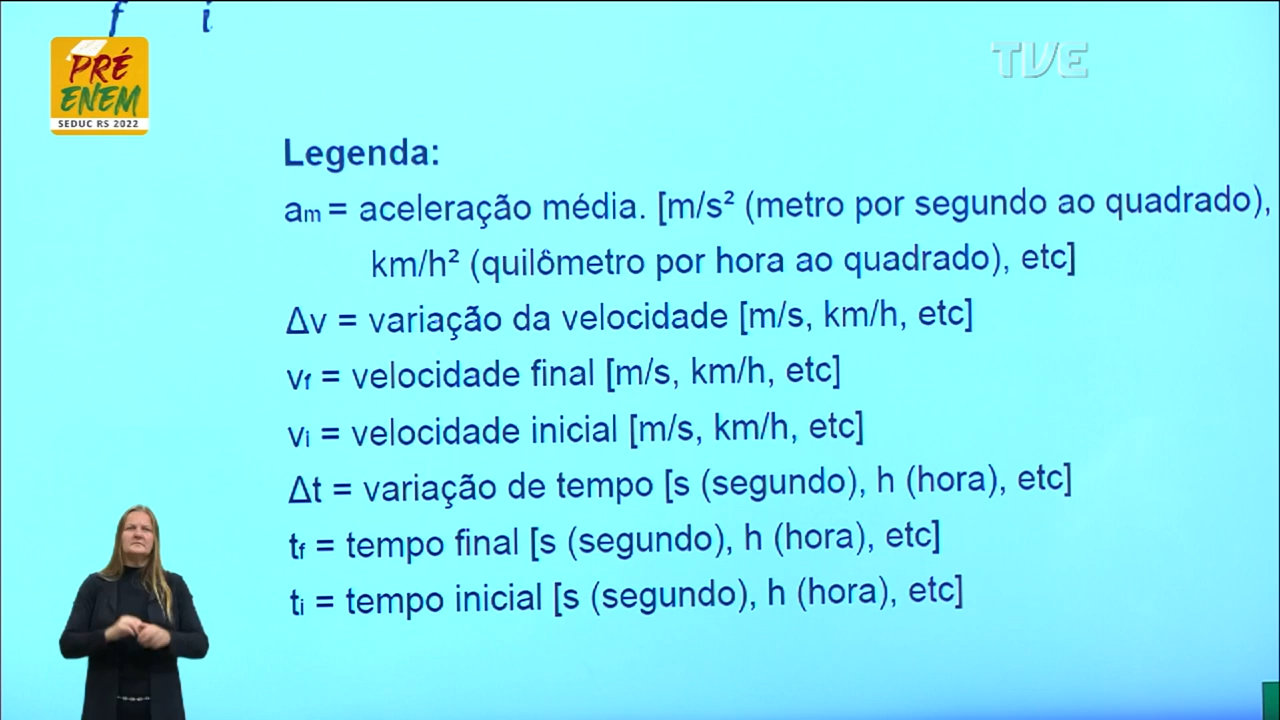 f i
PRÉ
ENEM
SEDUC RS 2022
TVE
Legenda:
am = aceleração média. [m/s² (metro por segundo ao quadrado),
km/h² (quilômetro por hora ao quadrado), etc]
Δv = variação da velocidade [m/s, km/h, etc]
vf = velocidade final [m/s, km/h, etc]
vi = velocidade inicial [m/s, km/h, etc]
Δt = variação de tempo [s (segundo), h (hora), etc]
tf = tempo final [s (segundo), h (hora), etc]
ti = tempo inicial [s (segundo), h (hora), etc]